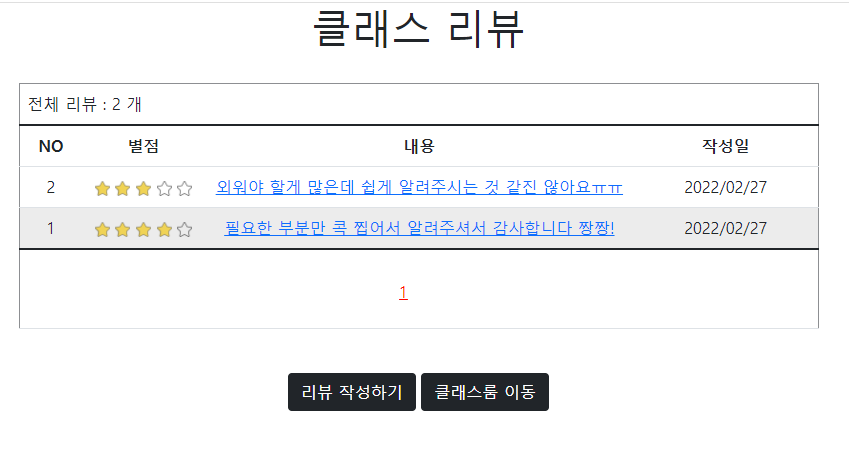 클래스 리뷰
전체 리뷰 : 2 개
NO 별점 내용 작성일
2 외워야 할게 많은데 쉽게 알려주시는 것 같진 않아요ㅠㅠ 2022/02/27
1 필요한 부분만 콕 찝어서 알려주셔서 감사합니다 짱짱! 2022/02/27
1
리뷰 작성하기 클래스룸 이동